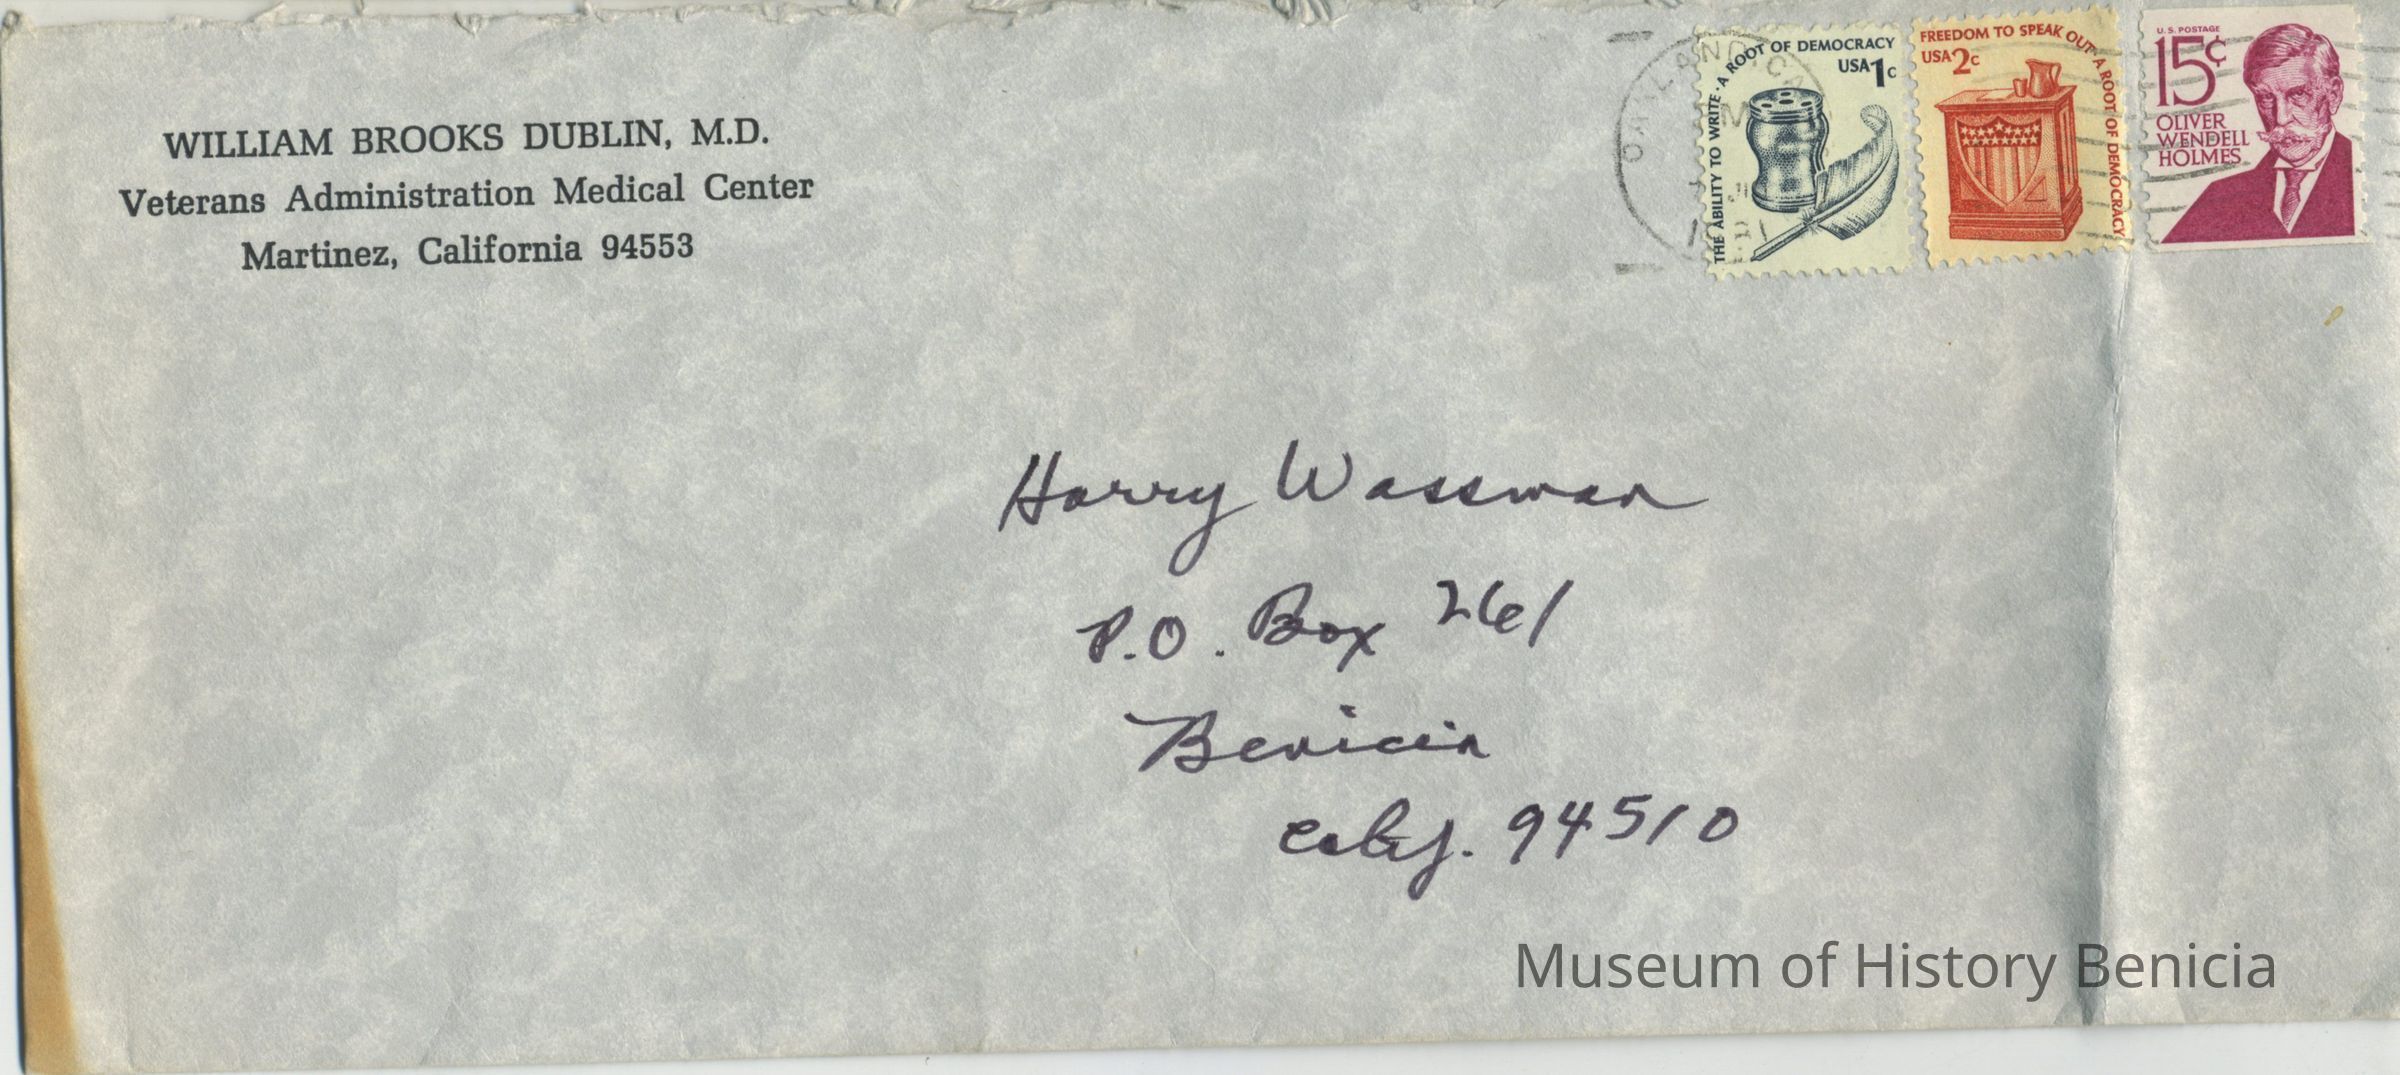 WILLIAM BROOKS DUBLIN, M.D.
Veterans Administration Medical Center
Martinez, California 94553
OAKLAND, CA
THE ABILITY TO WRITE · A ROOT OF DEMOCRACY
USA 1c
FREEDOM TO SPEAK OUT · A ROOT OF DEMOCRACY
USA 2c
U.S. POSTAGE
15¢
OLIVER
WENDELL
HOLMES
Harry Wassman
P.O. Box 261
Benicia
Calif. 94510
Museum of History Benicia